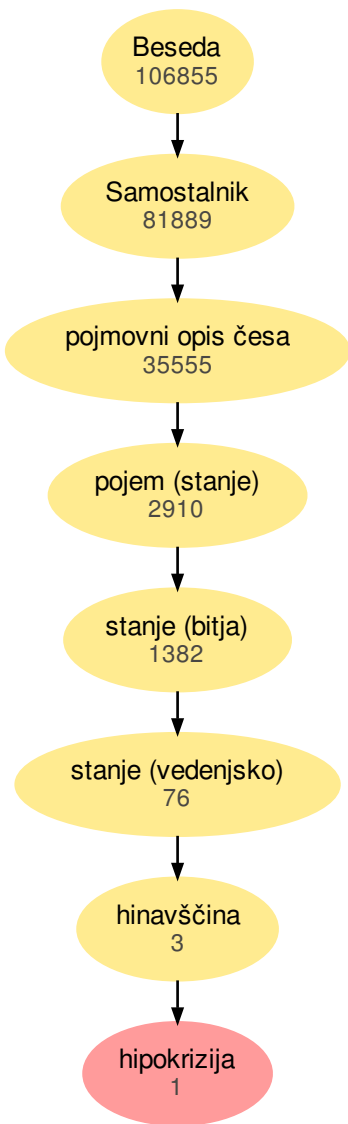 Beseda
106855
Samostalnik
81889
pojmovni opis česa
35555
pojem (stanje)
2910
stanje (bitja)
1382
stanje (vedenjsko)
76
hinavščina
3
hipokrizija
1